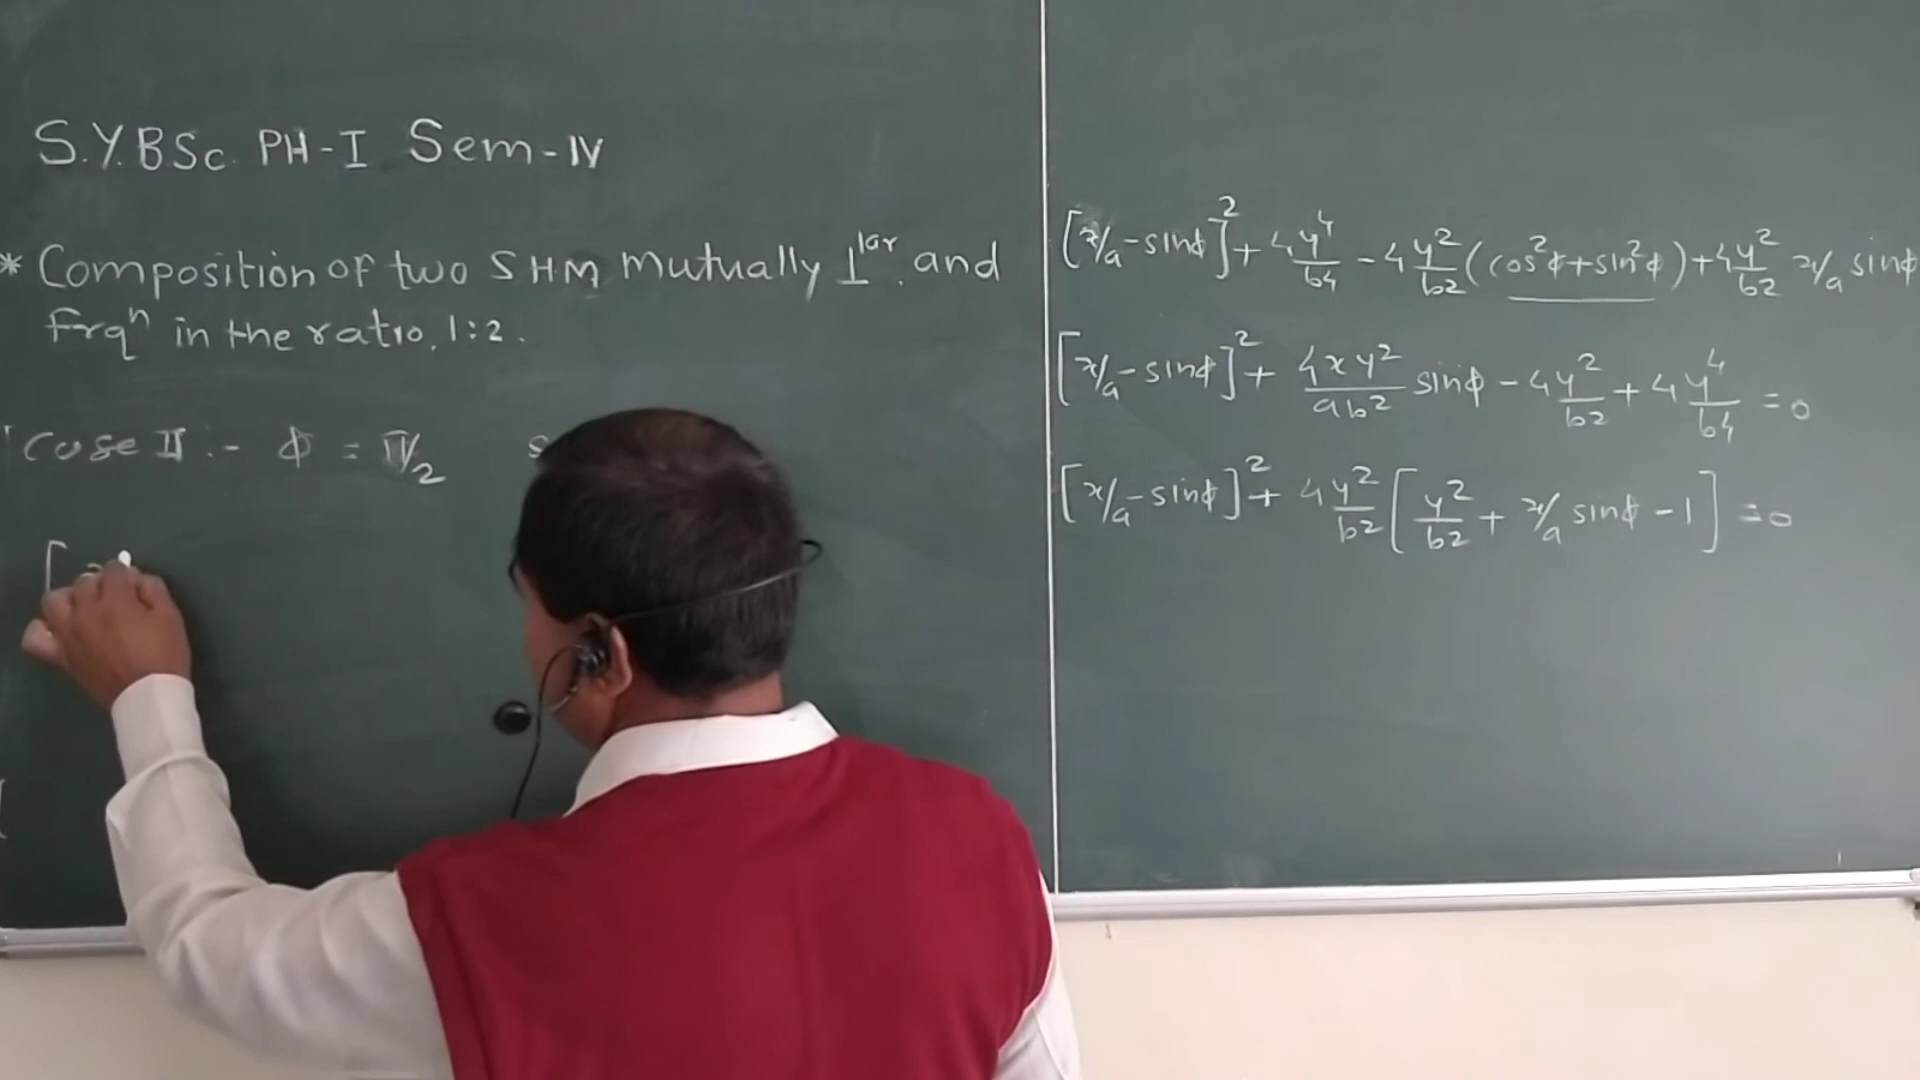 S.Y.BSc. PH-I Sem-IV
* Composition of two SHM mutually ⊥lar. and
Frqⁿ in the ratio, 1:2.
Case II :- ϕ = π/2
[x/a - sinϕ]² + 4y⁴/b4 - 4y²/b2 (cos²ϕ + sin²ϕ) + 4y²/b2 x/a sinϕ
[x/a - sinϕ]² + 4xy²/ab2 sinϕ - 4y²/b2 + 4y⁴/b4 = 0
[x/a - sinϕ]² + 4y²/b2 [y²/b2 + x/a sinϕ - 1] = 0